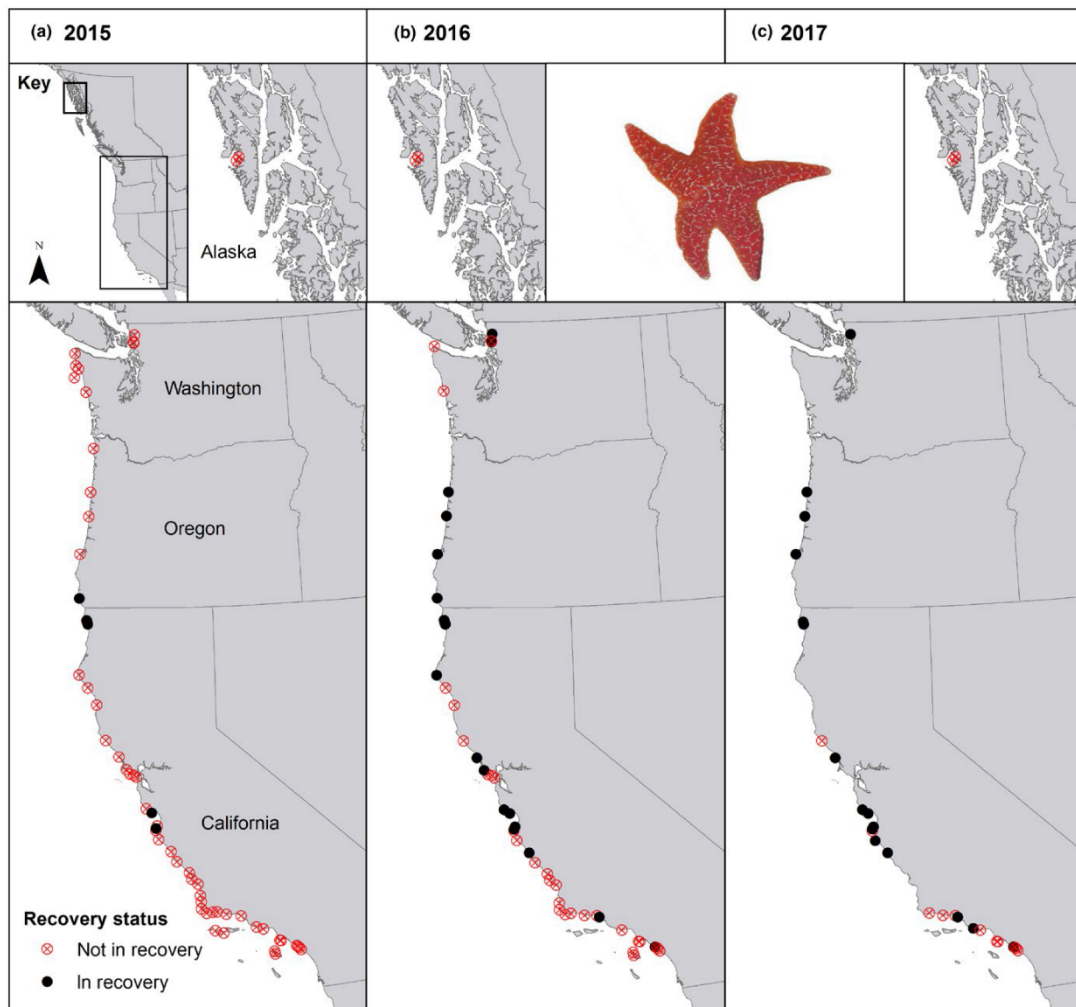 (a) 2015
(b) 2016
(c) 2017
Key
N
Alaska
Washington
Oregon
California
Recovery status
Not in recovery
In recovery